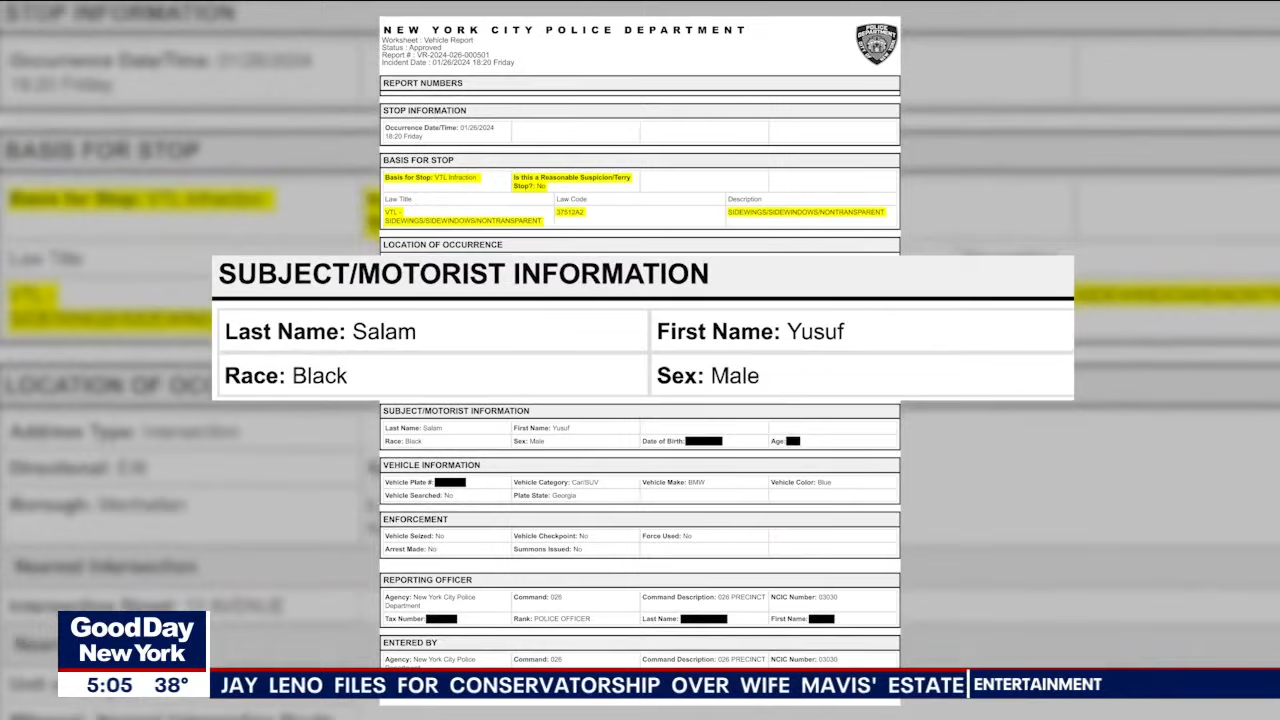 NEW YORK CITY POLICE DEPARTMENT
Worksheet : Vehicle Report
Status : Approved
Report # : VR-2024-026-000501
Incident Date : 01/26/2024 18:20 Friday
POLICE DEPARTMENT
REPORT NUMBERS
STOP INFORMATION
Occurrence Date/Time: 01/26/2024
18:20 Friday
BASIS FOR STOP
Basis for Stop: VTL Infraction
Is this a Reasonable Suspicion/Terry
Stop?: No
Law Title Law Code Description
VTL -
SIDEWINGS/SIDEWINDOWS/NONTRANSPARENT
37512A2
SIDEWINGS/SIDEWINDOWS/NONTRANSPARENT
LOCATION OF OCCURRENCE
SUBJECT/MOTORIST INFORMATION
Last Name: Salam First Name: Yusuf
Race: Black Sex: Male
SUBJECT/MOTORIST INFORMATION
Last Name: Salam First Name: Yusuf
Race: Black Sex: Male Date of Birth: Age:
VEHICLE INFORMATION
Vehicle Plate #: Vehicle Category: Car/SUV Vehicle Make: BMW Vehicle Color: Blue
Vehicle Searched: No Plate State: Georgia
ENFORCEMENT
Vehicle Seized: No Vehicle Checkpoint: No Force Used: No
Arrest Made: No Summons Issued: No
REPORTING OFFICER
Agency: New York City Police
Department
Command: 026 Command Description: 026 PRECINCT NCIC Number: 03030
Tax Number: Rank: POLICE OFFICER Last Name: First Name:
ENTERED BY
Agency: New York City Police
Command: 026 Command Description: 026 PRECINCT NCIC Number: 03030
GoodDay
New York
5:05 38°
JAY LENO FILES FOR CONSERVATORSHIP OVER WIFE MAVIS' ESTATE ENTERTAINMENT